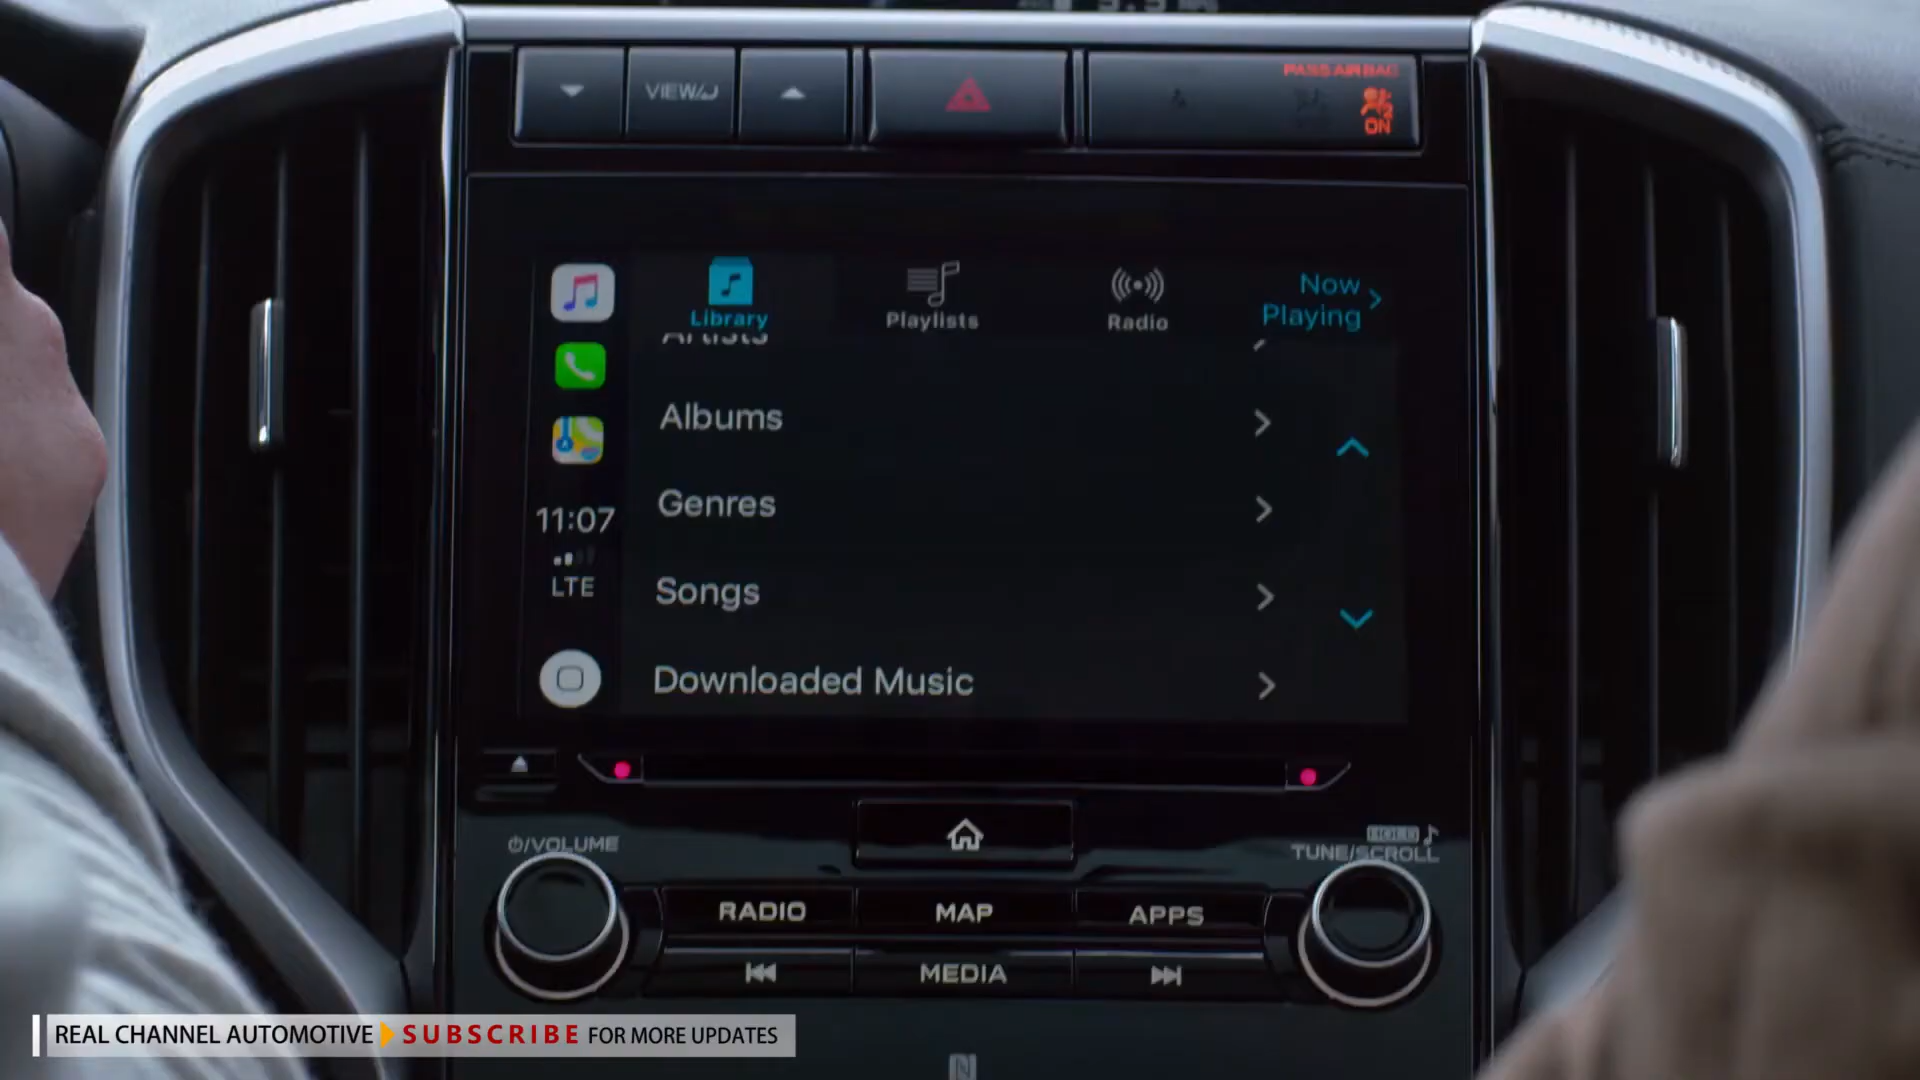 VIEW/
PASS AIR BAG
ON
Library
Playlists
Radio
Now
Playing
Artists
Albums
Genres
11:07
Songs
LTE
Downloaded Music
/VOLUME
TUNE/SCROLL
RADIO
MAP
APPS
MEDIA
REAL CHANNEL AUTOMOTIVE SUBSCRIBE FOR MORE UPDATES